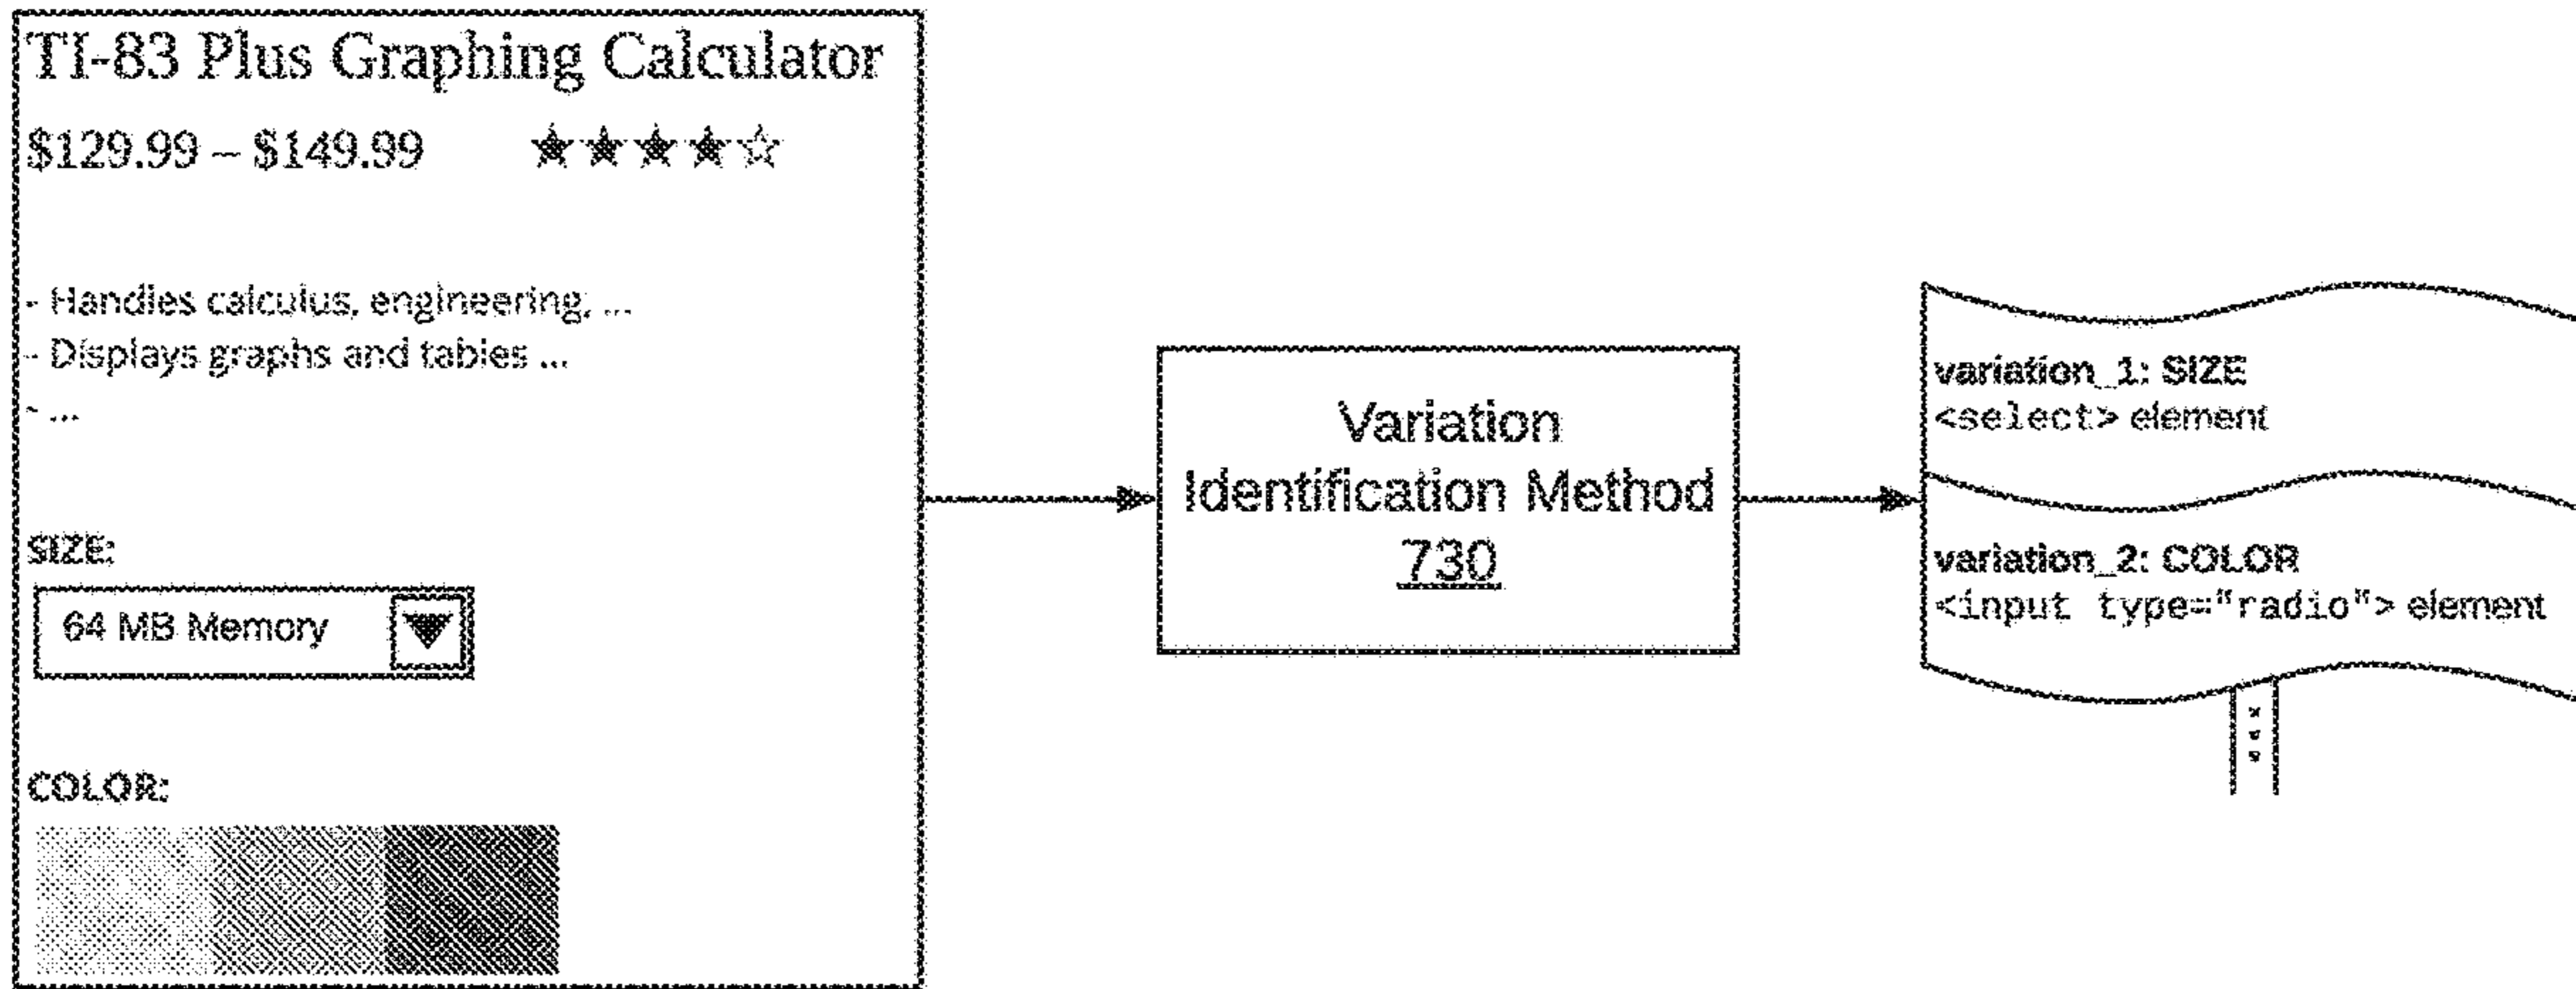 TI-83 Plus Graphing Calculator
$129.99 – $149.99 ★★★★☆
- Handles calculus, engineering, ...
- Displays graphs and tables ...
- ...
SIZE:
64 MB Memory
COLOR:
Variation
Identification Method
730
variation_1: SIZE
<select> element
variation_2: COLOR
<input type="radio"> element